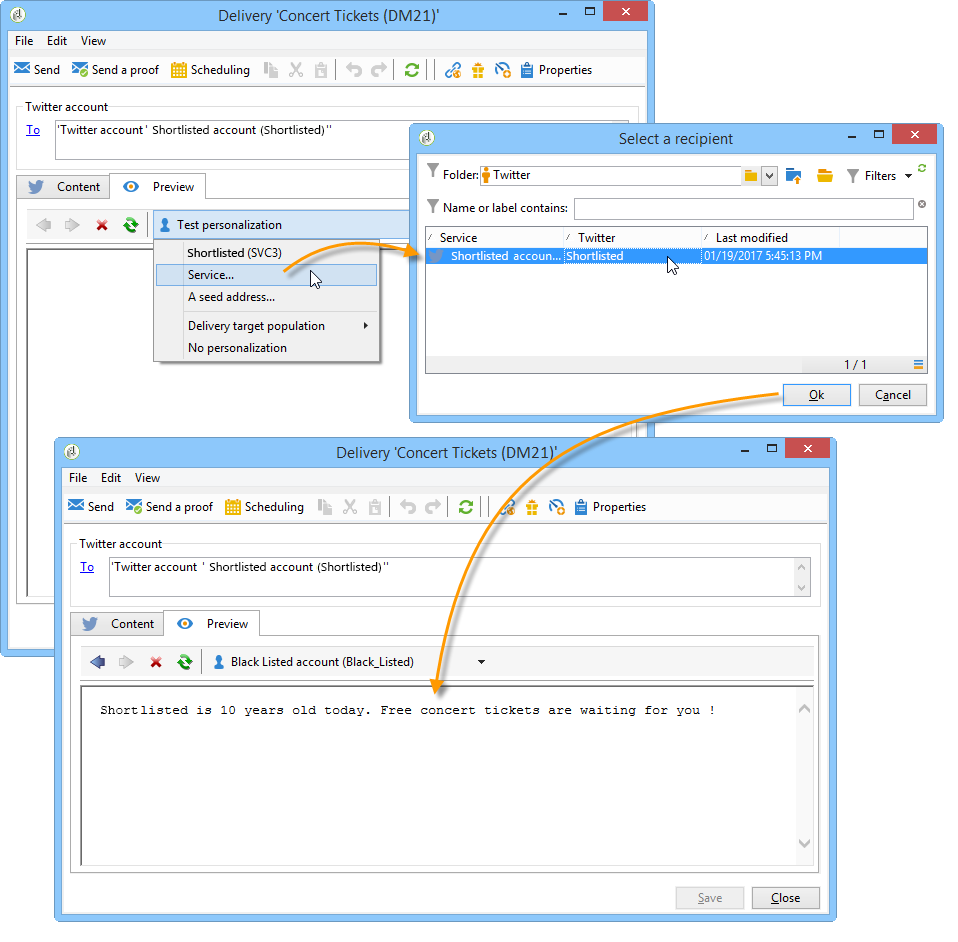 Delivery 'Concert Tickets (DM21)'
File Edit View
Send Send a proof Scheduling Properties
Twitter account
To 'Twitter account ' Shortlisted account (Shortlisted)''
Content Preview
Test personalization
Shortlisted (SVC3)
Service...
A seed address...
Delivery target population
No personalization
Select a recipient
Folder: Twitter Filters
Name or label contains:
Service Twitter Last modified
Shortlisted accoun... Shortlisted 01/19/2017 5:45:13 PM
1 / 1
Ok Cancel
Delivery 'Concert Tickets (DM21)'
File Edit View
Send Send a proof Scheduling Properties
Twitter account
To 'Twitter account ' Shortlisted account (Shortlisted)''
Content Preview
Black Listed account (Black_Listed)
Shortlisted is 10 years old today. Free concert tickets are waiting for you !
Save Close